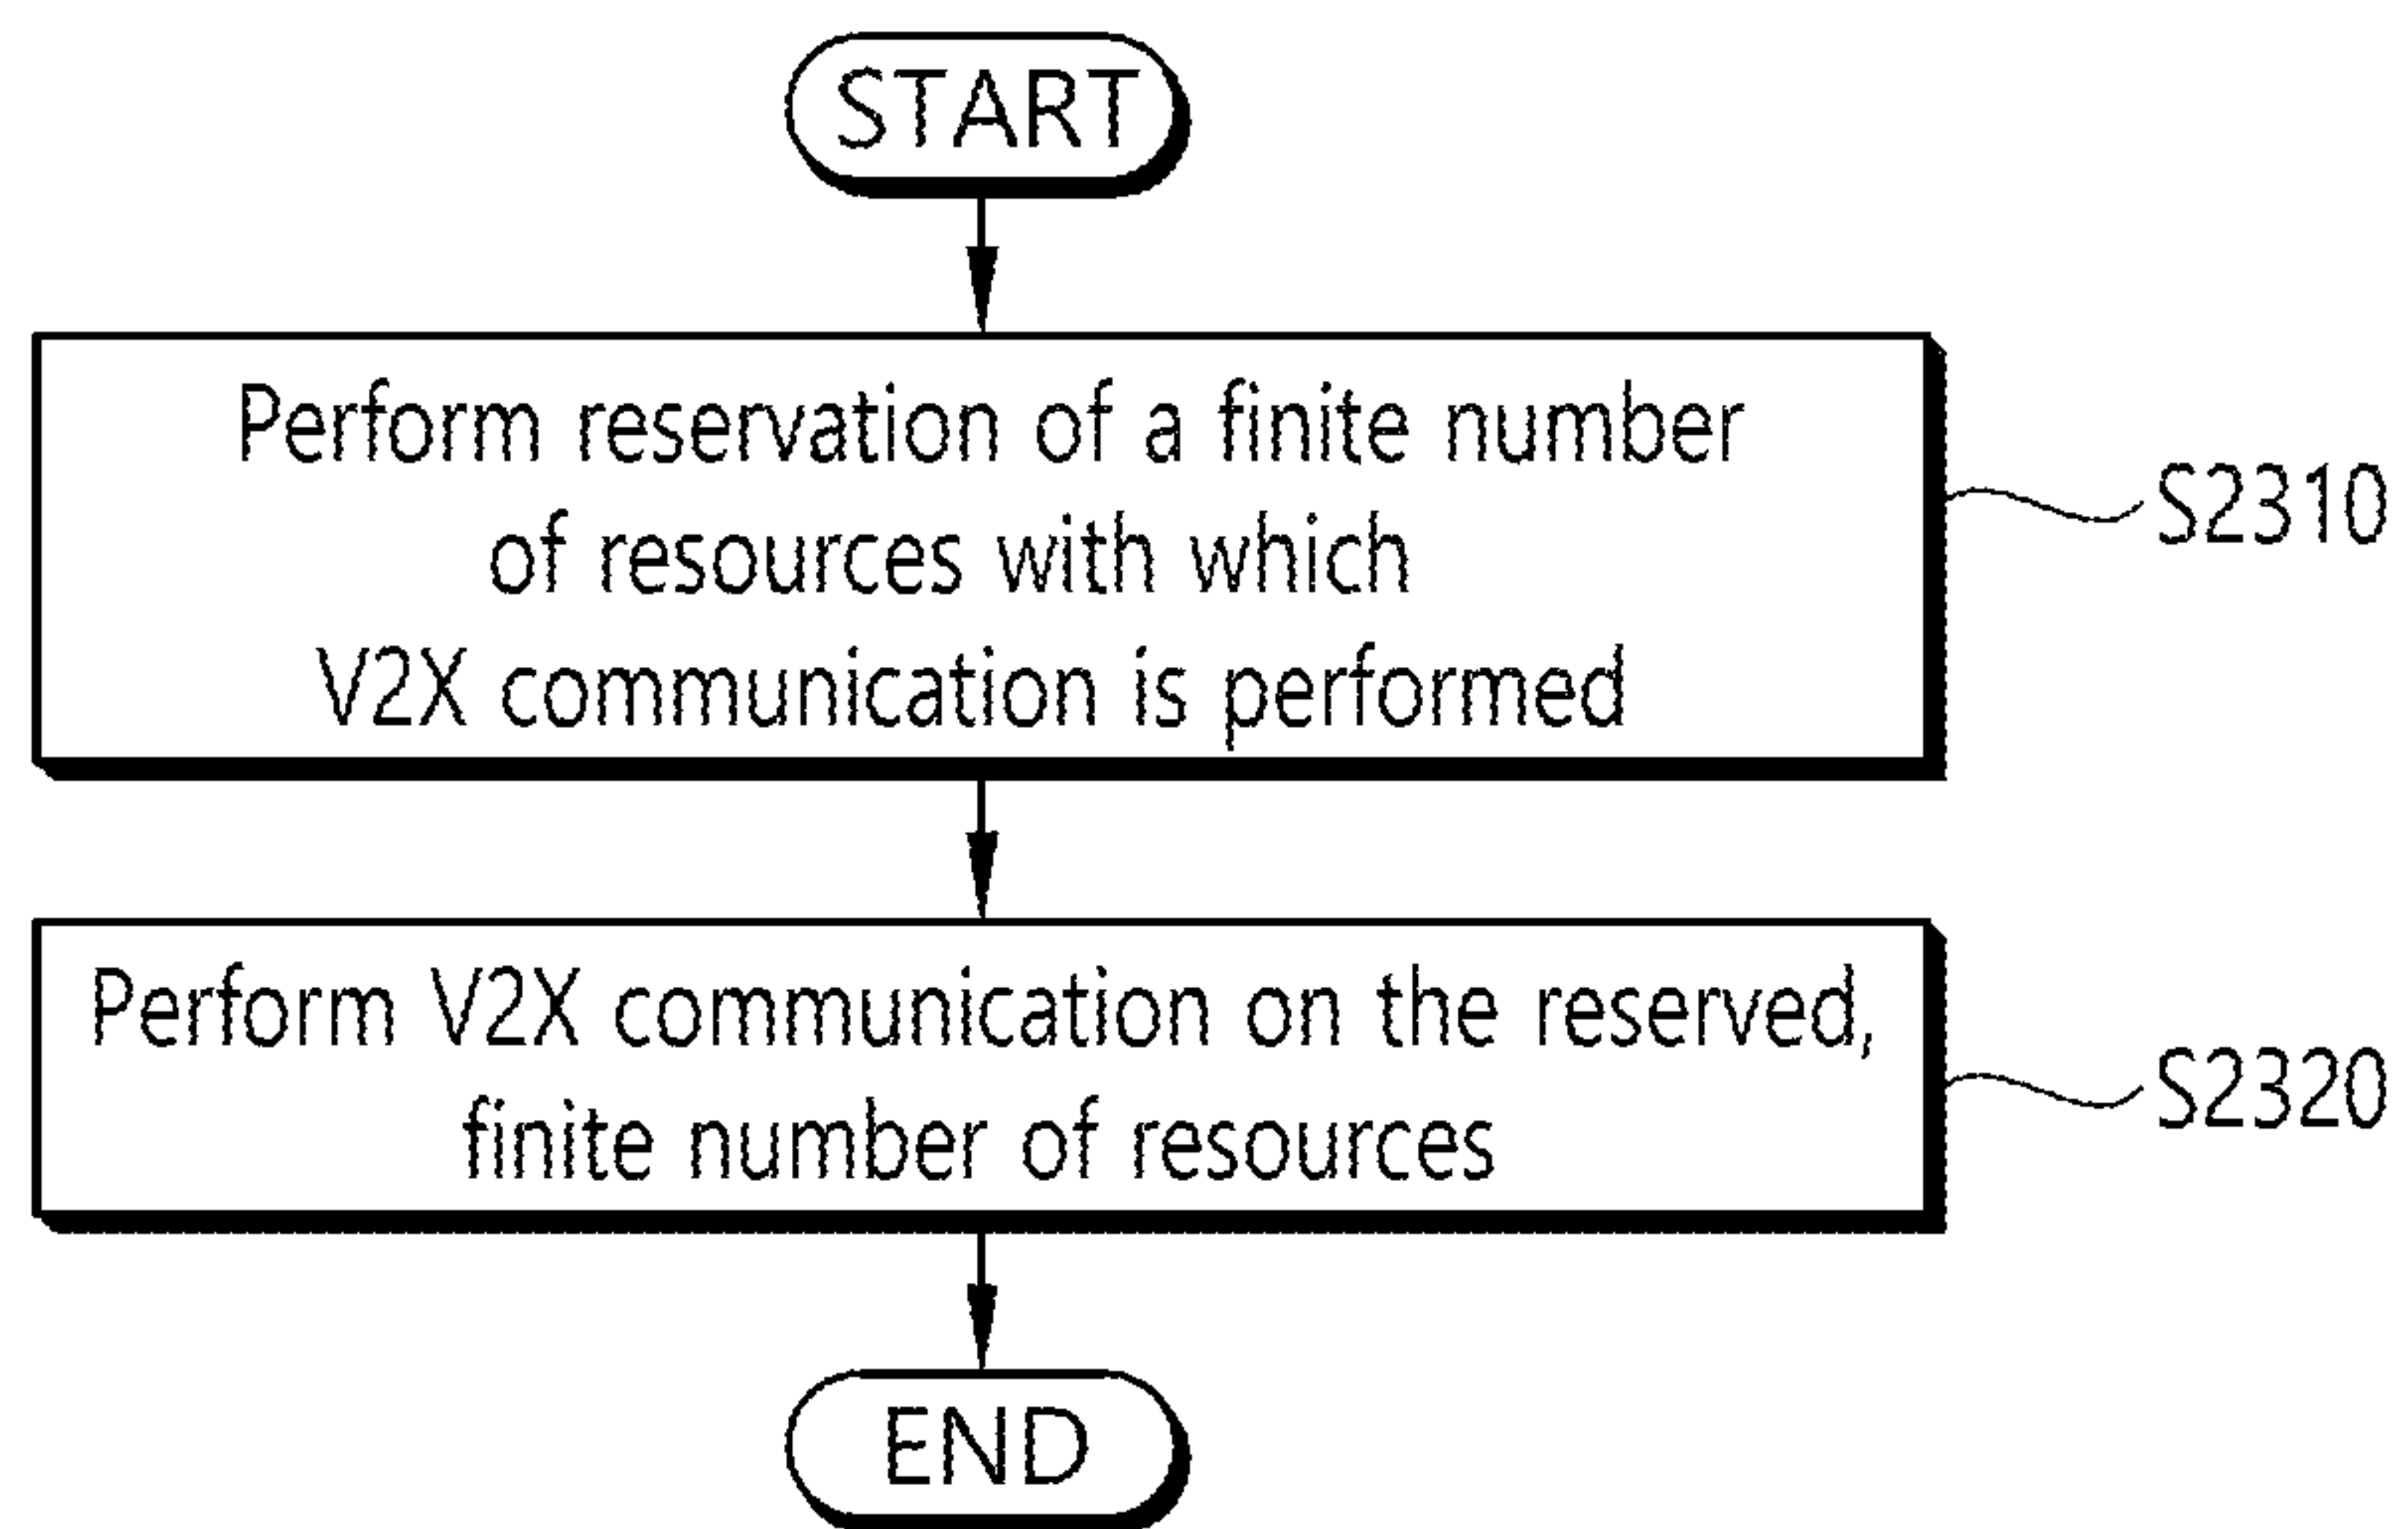 START
Perform reservation of a finite number
of resources with which
V2X communication is performed
S2310
Perform V2X communication on the reserved,
finite number of resources
S2320
END